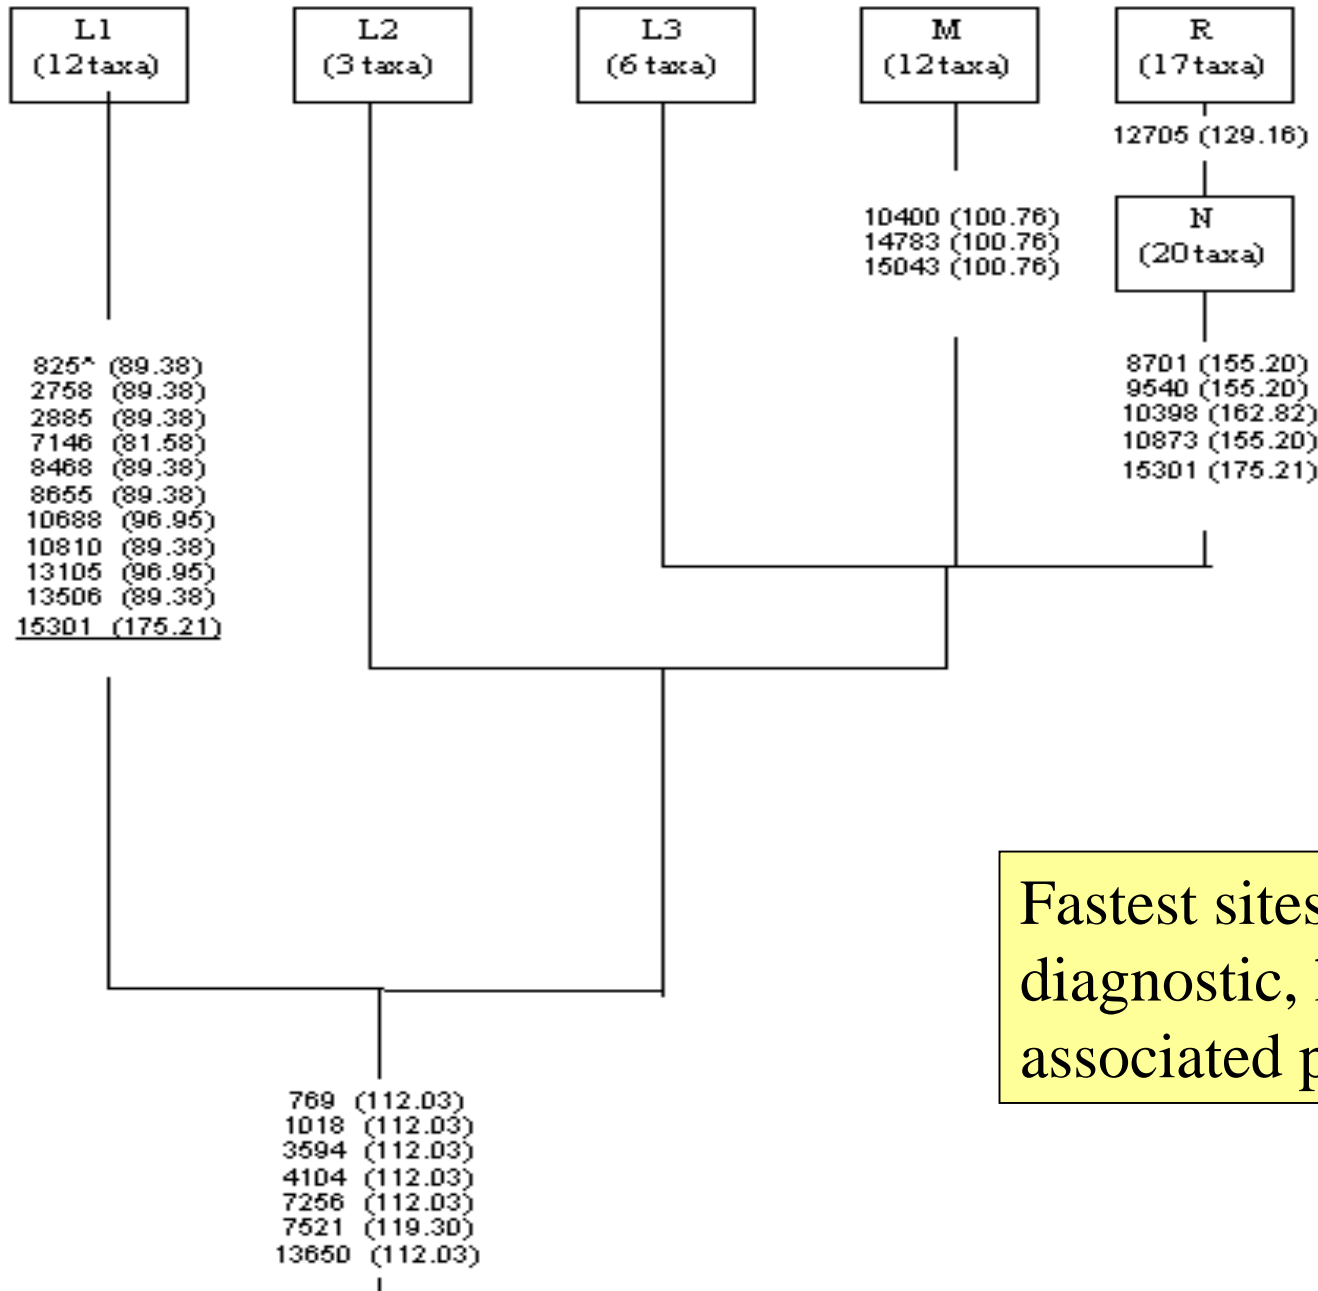 L1
(12 taxa)
L2
(3 taxa)
L3
(6 taxa)
M
(12 taxa)
R
(17 taxa)
12705 (129.16)
N
(20 taxa)
10400 (100.76)
14783 (100.76)
15043 (100.76)
8701 (155.20)
9540 (155.20)
10398 (162.82)
10873 (155.20)
15301 (175.21)
825^ (89.38)
2758 (89.38)
2885 (89.38)
7146 (81.58)
8468 (89.38)
8655 (89.38)
10688 (96.95)
10810 (89.38)
13105 (96.95)
13506 (89.38)
15301 (175.21)
Fastest sites
diagnostic,
associated
769 (112.03)
1018 (112.03)
3594 (112.03)
4104 (112.03)
7256 (112.03)
7521 (119.30)
13650 (112.03)